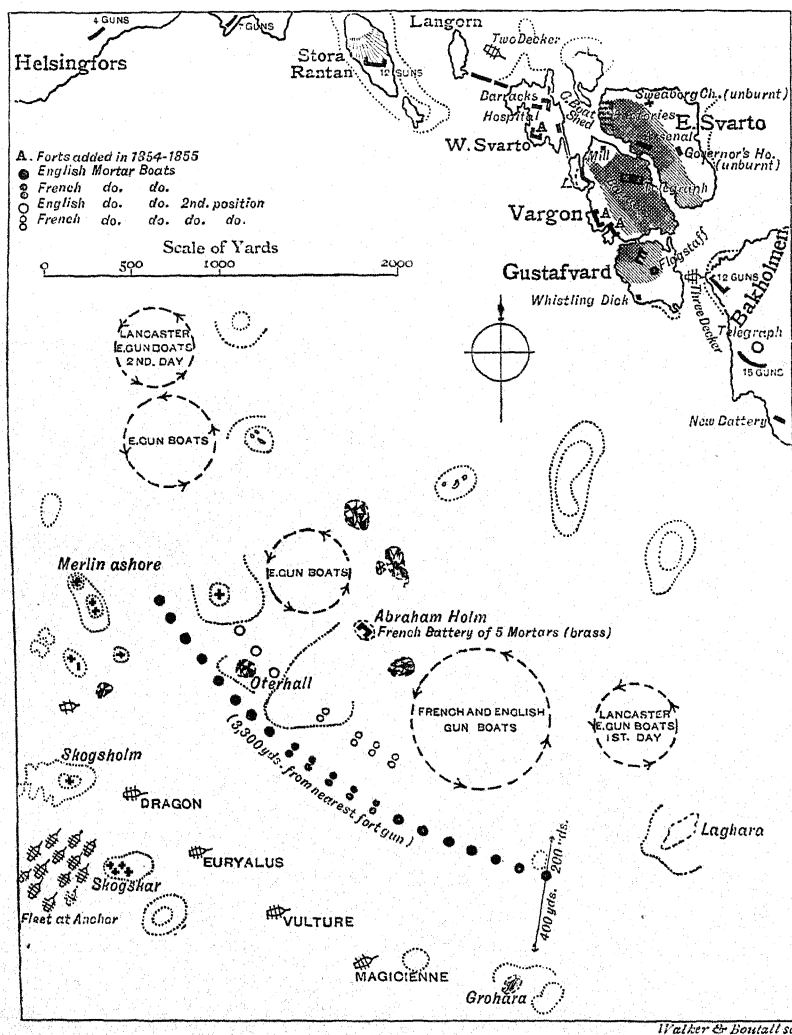 4 GUNS
7 GUNS
Helsingfors
Stora
Rantan
12 GUNS
Langorn
Two Decker
Barracks
Hospital
A
W. Svarto
G. Boat
Shed
Sweaborg Ch. (unburnt)
Factories
E. Svarto
Arsenal
Governor's Ho.
(unburnt)
Mill
Telegraph
Vargon
A
A
Gustafvard
E
Flagstaff
Whistling Dick
Three Decker
12 GUNS
Bakholmen
Telegraph
15 GUNS
New Battery
A. Forts added in 1354-1855
English Mortar Boats
French do. do.
English do. do. 2nd. position
French do. do. do.
Scale of Yards
0 500 1000 2000
LANCASTER
E.GUN BOATS
2ND. DAY
E.GUN BOATS
E.GUN BOATS
Merlin ashore
Abraham Holm
French Battery of 5 Mortars (brass)
Oterhall
FRENCH AND ENGLISH
GUN BOATS
LANCASTER
E.GUN BOATS
1ST. DAY
(3,300 yds. from nearest fort gun)
Skogsholm
DRAGON
EURYALUS
Skogskar
Fleet at Anchor
VULTURE
MAGICIENNE
Grohara
200 yds.
400 yds.
Laghara
Walker & Boutall sc